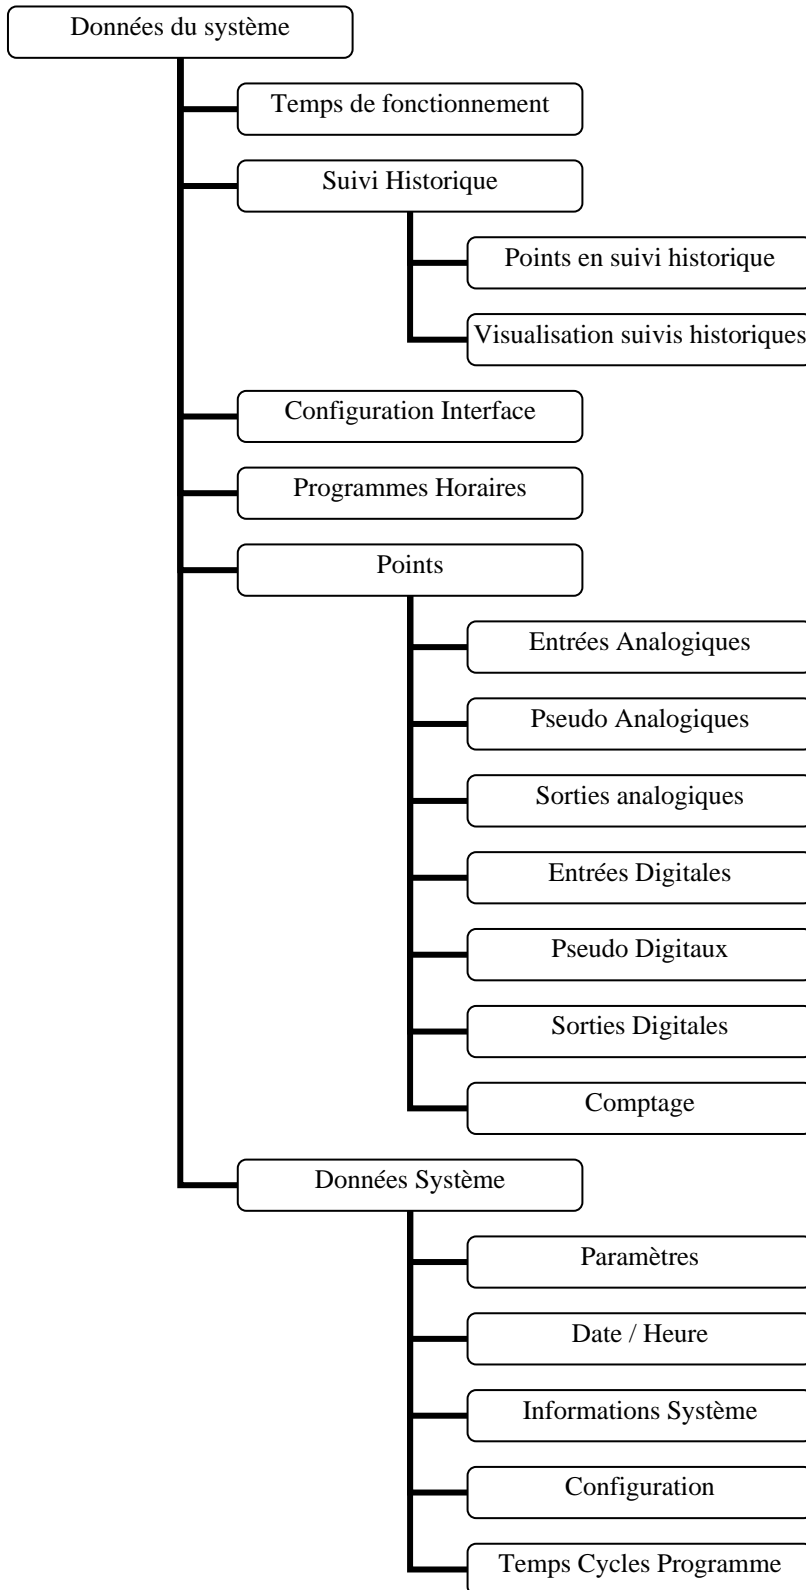 Données du système
Temps de fonctionnement
Suivi Historique
Points en suivi historique
Visualisation suivis historiques
Configuration Interface
Programmes Horaires
Points
Entrées Analogiques
Pseudo Analogiques
Sorties analogiques
Entrées Digitales
Pseudo Digitaux
Sorties Digitales
Comptage
Données Système
Paramètres
Date / Heure
Informations Système
Configuration
Temps Cycles Programme